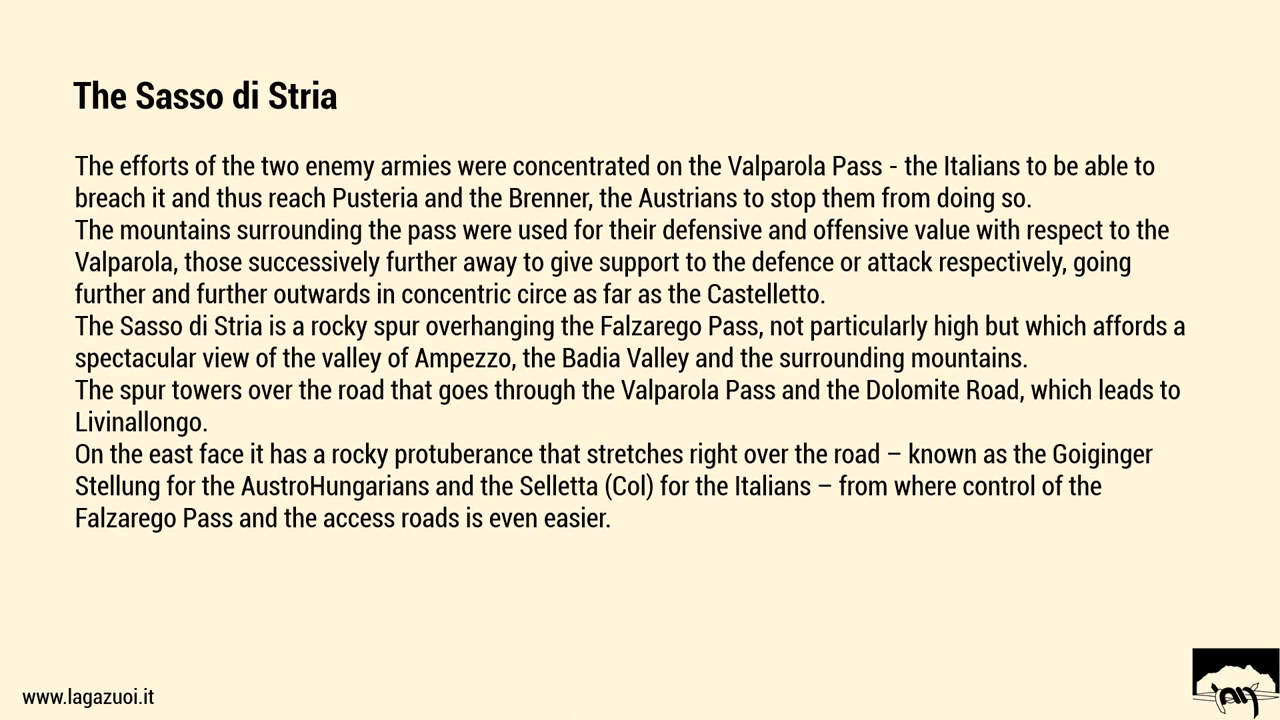 The Sasso di Stria
The efforts of the two enemy armies were concentrated on the Valparola Pass - the Italians to be able to
breach it and thus reach Pusteria and the Brenner, the Austrians to stop them from doing so.
The mountains surrounding the pass were used for their defensive and offensive value with respect to the
Valparola, those successively further away to give support to the defence or attack respectively, going
further and further outwards in concentric circe as far as the Castelletto.
The Sasso di Stria is a rocky spur overhanging the Falzarego Pass, not particularly high but which affords a
spectacular view of the valley of Ampezzo, the Badia Valley and the surrounding mountains.
The spur towers over the road that goes through the Valparola Pass and the Dolomite Road, which leads to
Livinallongo.
On the east face it has a rocky protuberance that stretches right over the road – known as the Goiginger
Stellung for the AustroHungarians and the Selletta (Col) for the Italians – from where control of the
Falzarego Pass and the access roads is even easier.
www.lagazuoi.it